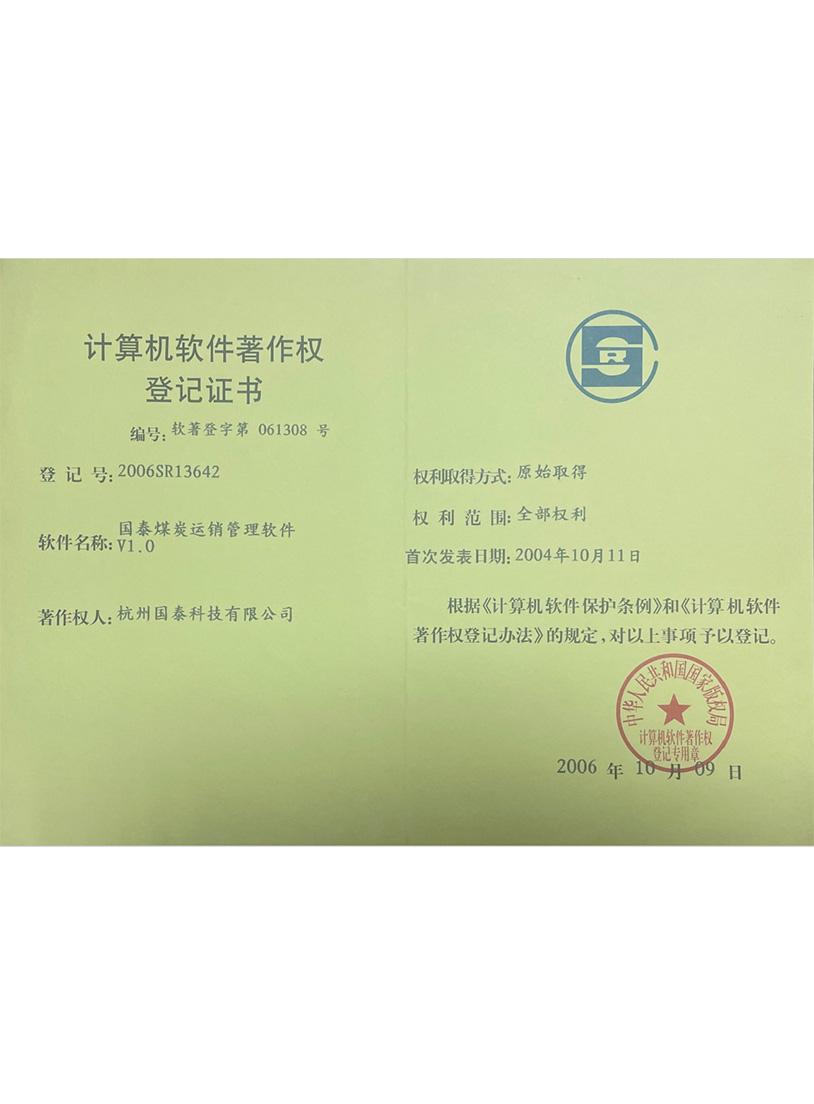 计算机软件著作权
登记证书
编号: 软著登字第 061308 号
登 记 号: 2006SR13642
软件名称: 国泰煤炭运销管理软件
V1.0
著作权人: 杭州国泰科技有限公司
SR
权利取得方式: 原始取得
权 利 范 围: 全部权利
首次发表日期: 2004年10月11日
根据《计算机软件保护条例》和《计算机软件
著作权登记办法》的规定,对以上事项予以登记。
中华人民共和国国家版权局
计算机软件著作权
登记专用章
2006 年 10 月 09 日